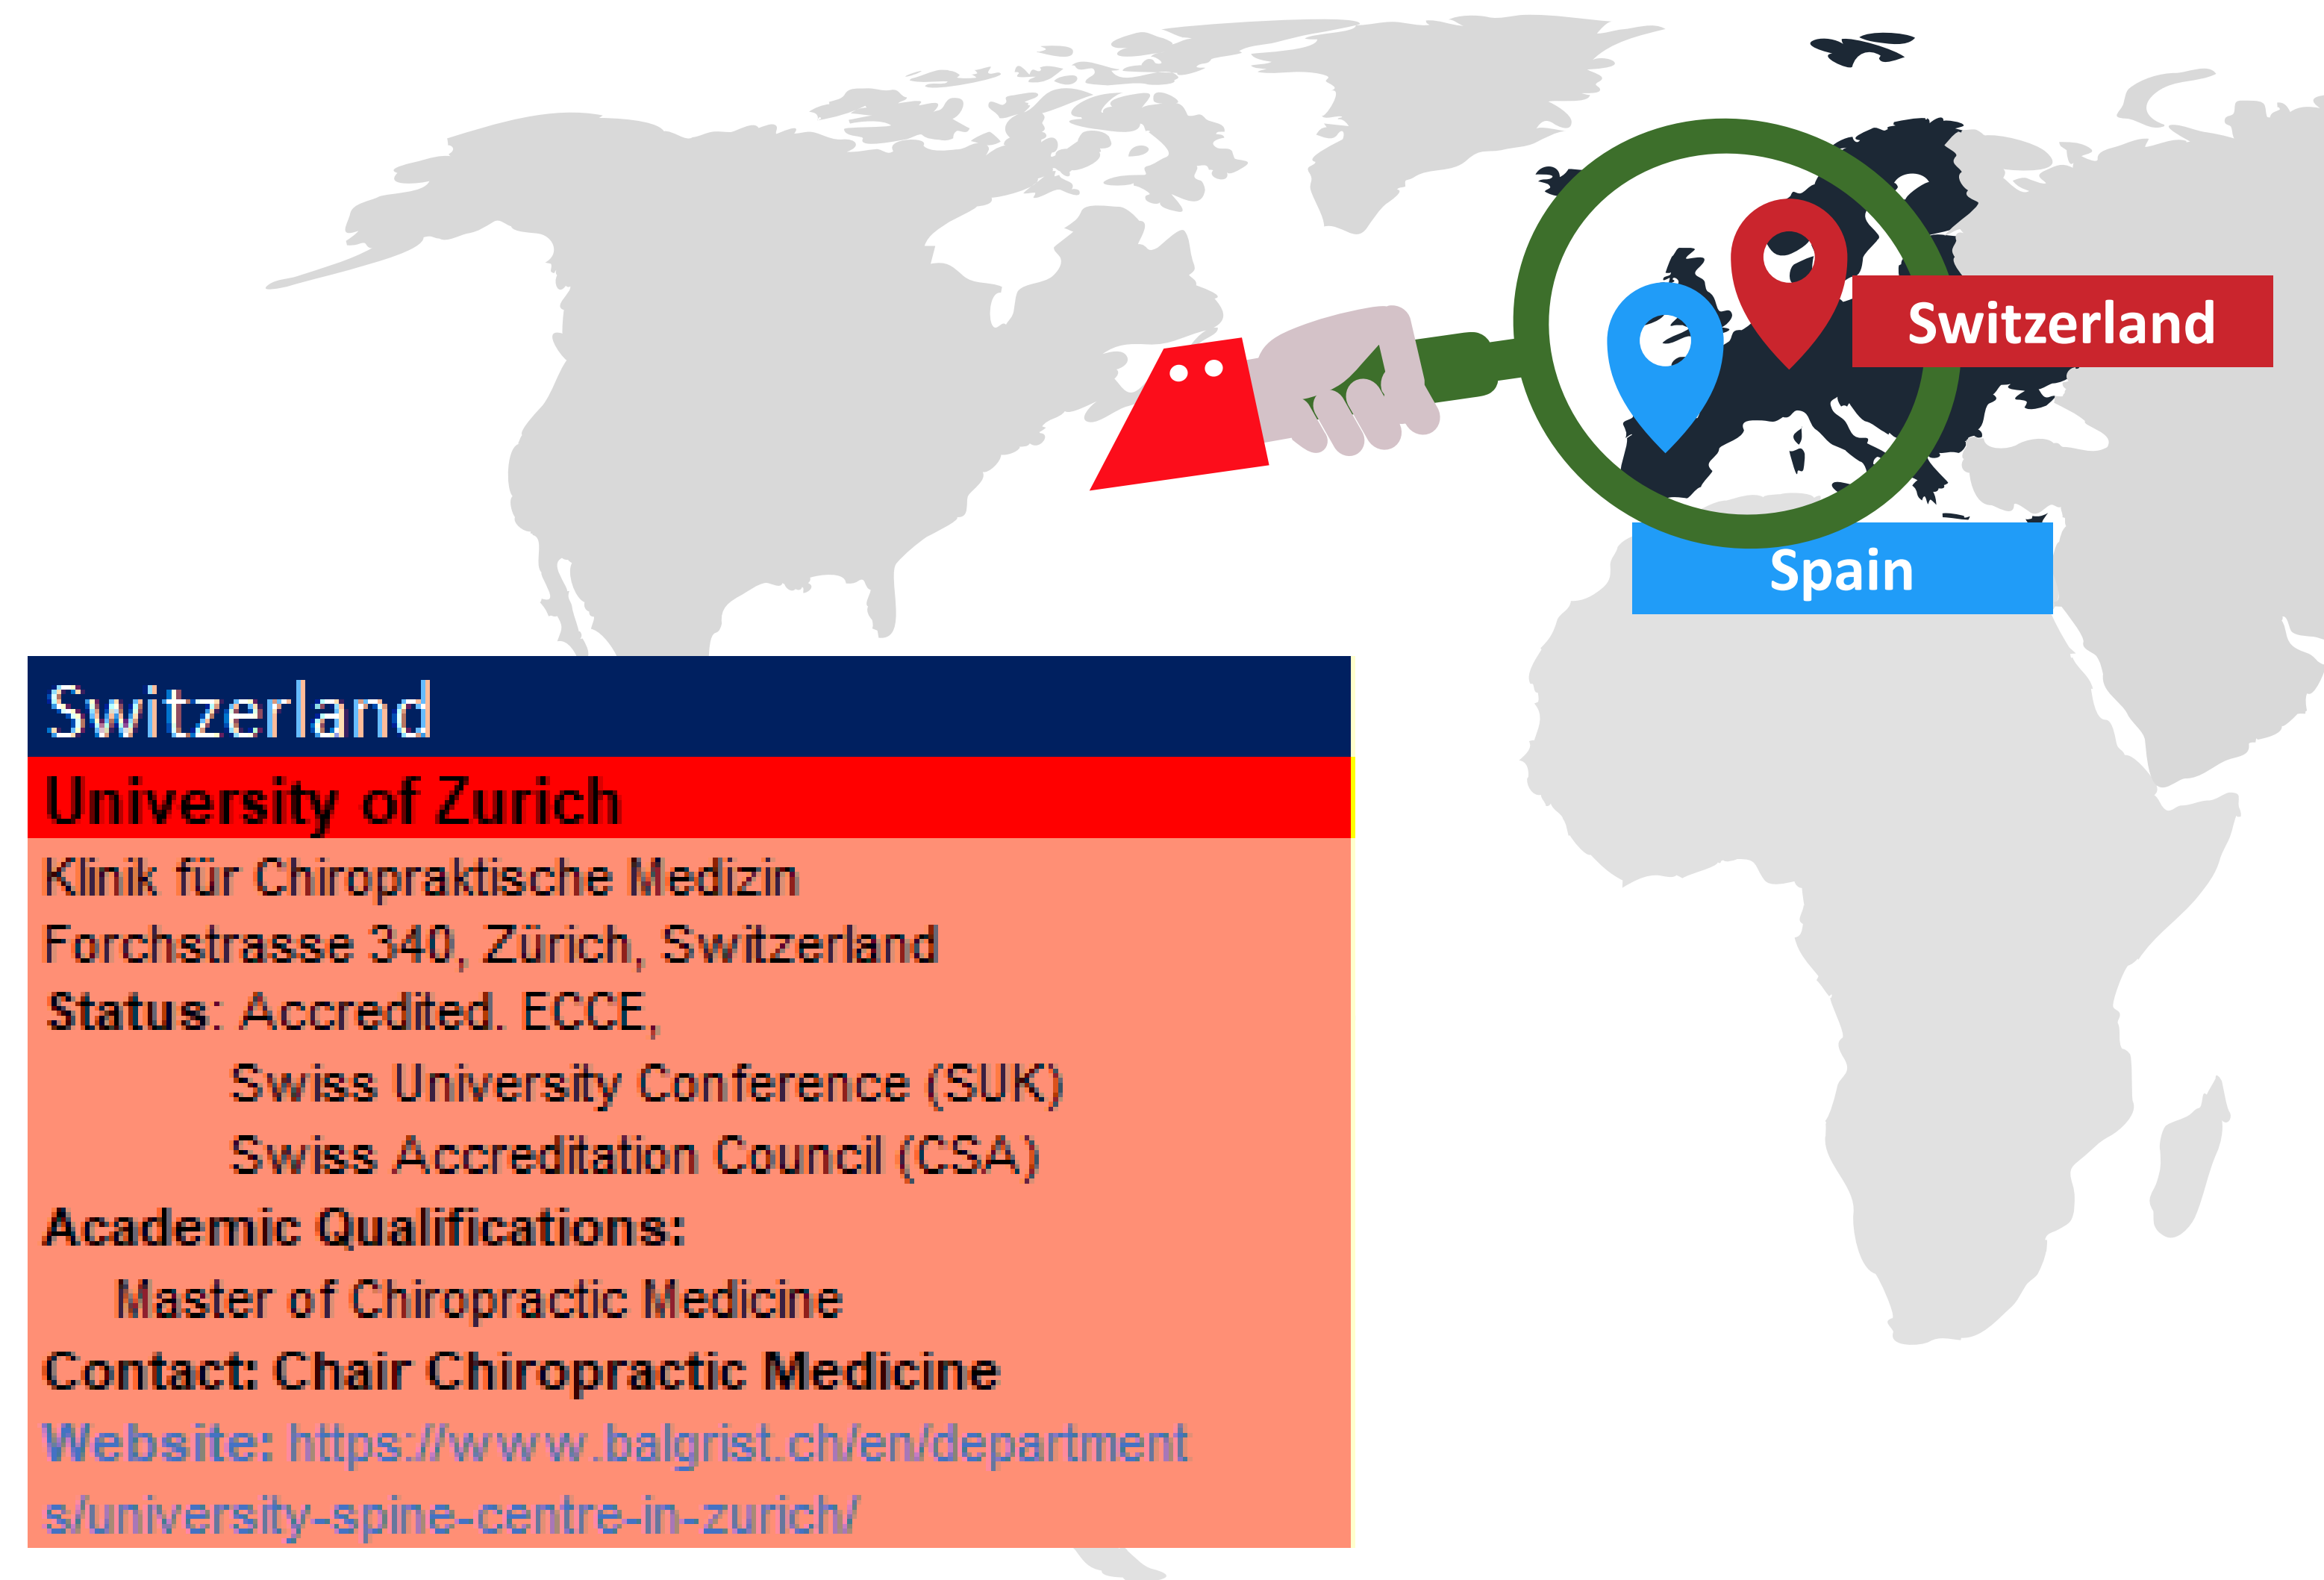 Switzerland
Spain
Switzerland
University of Zurich
Klinik für Chiropraktische Medizin
Forchstrasse 340, Zürich, Switzerland
Status: Accredited. ECCE,
Swiss University Conference (SUK)
Swiss Accreditation Council (CSA)
Academic Qualifications:
Master of Chiropractic Medicine
Contact: Chair Chiropractic Medicine
Website: https://www.balgrist.ch/en/department
s/university-spine-centre-in-zurich/